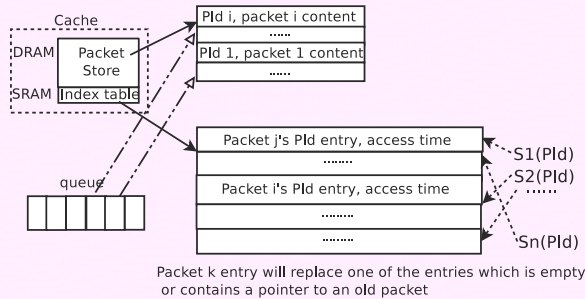 Cache
DRAM
Packet
Store
SRAM
Index table
PId i, packet i content
......
PId 1, packet 1 content
......
queue
Packet j's PId entry, access time
........
Packet i's PId entry, access time
........
........
S1(PId)
S2(PId)
......
Sn(PId)
Packet k entry will replace one of the entries which is empty
or contains a pointer to an old packet